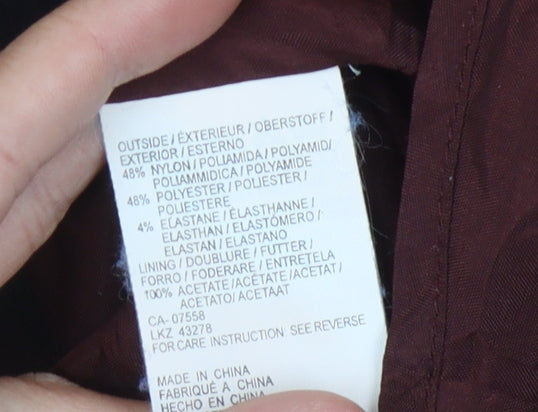 OUTSIDE / EXTÉRIEUR / OBERSTOFF /
EXTERIOR / ESTERNO
48% NYLON / POLIAMIDA / POLYAMID/
POLIAMMIDICA / POLYAMIDE
48% POLYESTER / POLIESTER /
POLIESTERE
4% ELASTANE / ÉLASTHANNE /
ELASTHAN / ELASTÓMERO /
ELASTAN / ELASTANO
LINING / DOUBLURE / FUTTER /
FORRO / FODERARE / ENTRETELA
100% ACETATE / ACÉTATE / ACETAT /
ACETATO/ ACETAAT
CA- 07558
LKZ 43278
FOR CARE INSTRUCTION SEE REVERSE
MADE IN CHINA
FABRIQUÉ A CHINA
HECHO EN CHINA